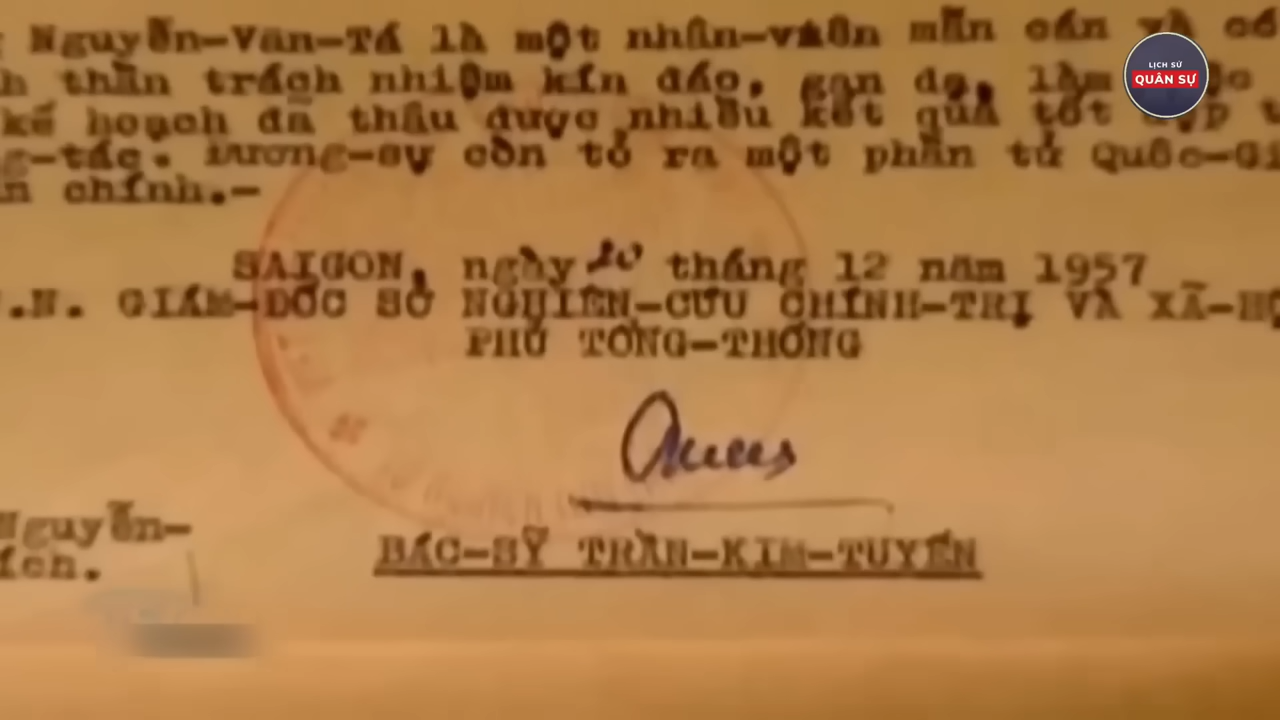 Nguyễn-Văn-Tá là một nhân-viên mẫn cán và có
thần trách nhiệm kín đáo, gan dạ, làm
kế hoạch đã thâu được nhiều kết quả tốt đẹp
g-tác. Đương-sự còn tỏ ra một phần tử Quốc-Gi
n chính.-
SAIGON, ngày 20 tháng 12 năm 1957
.N. GIÁM-ĐỐC SỞ NGHIÊN-CỨU CHÍNH-TRỊ VÀ XÃ-H
PHỦ TỔNG-THỐNG
Nguyễn-
ích.
BÁC-SỸ TRẦN-KIM-TUYẾN
LỊCH SỬ
QUÂN SỰ